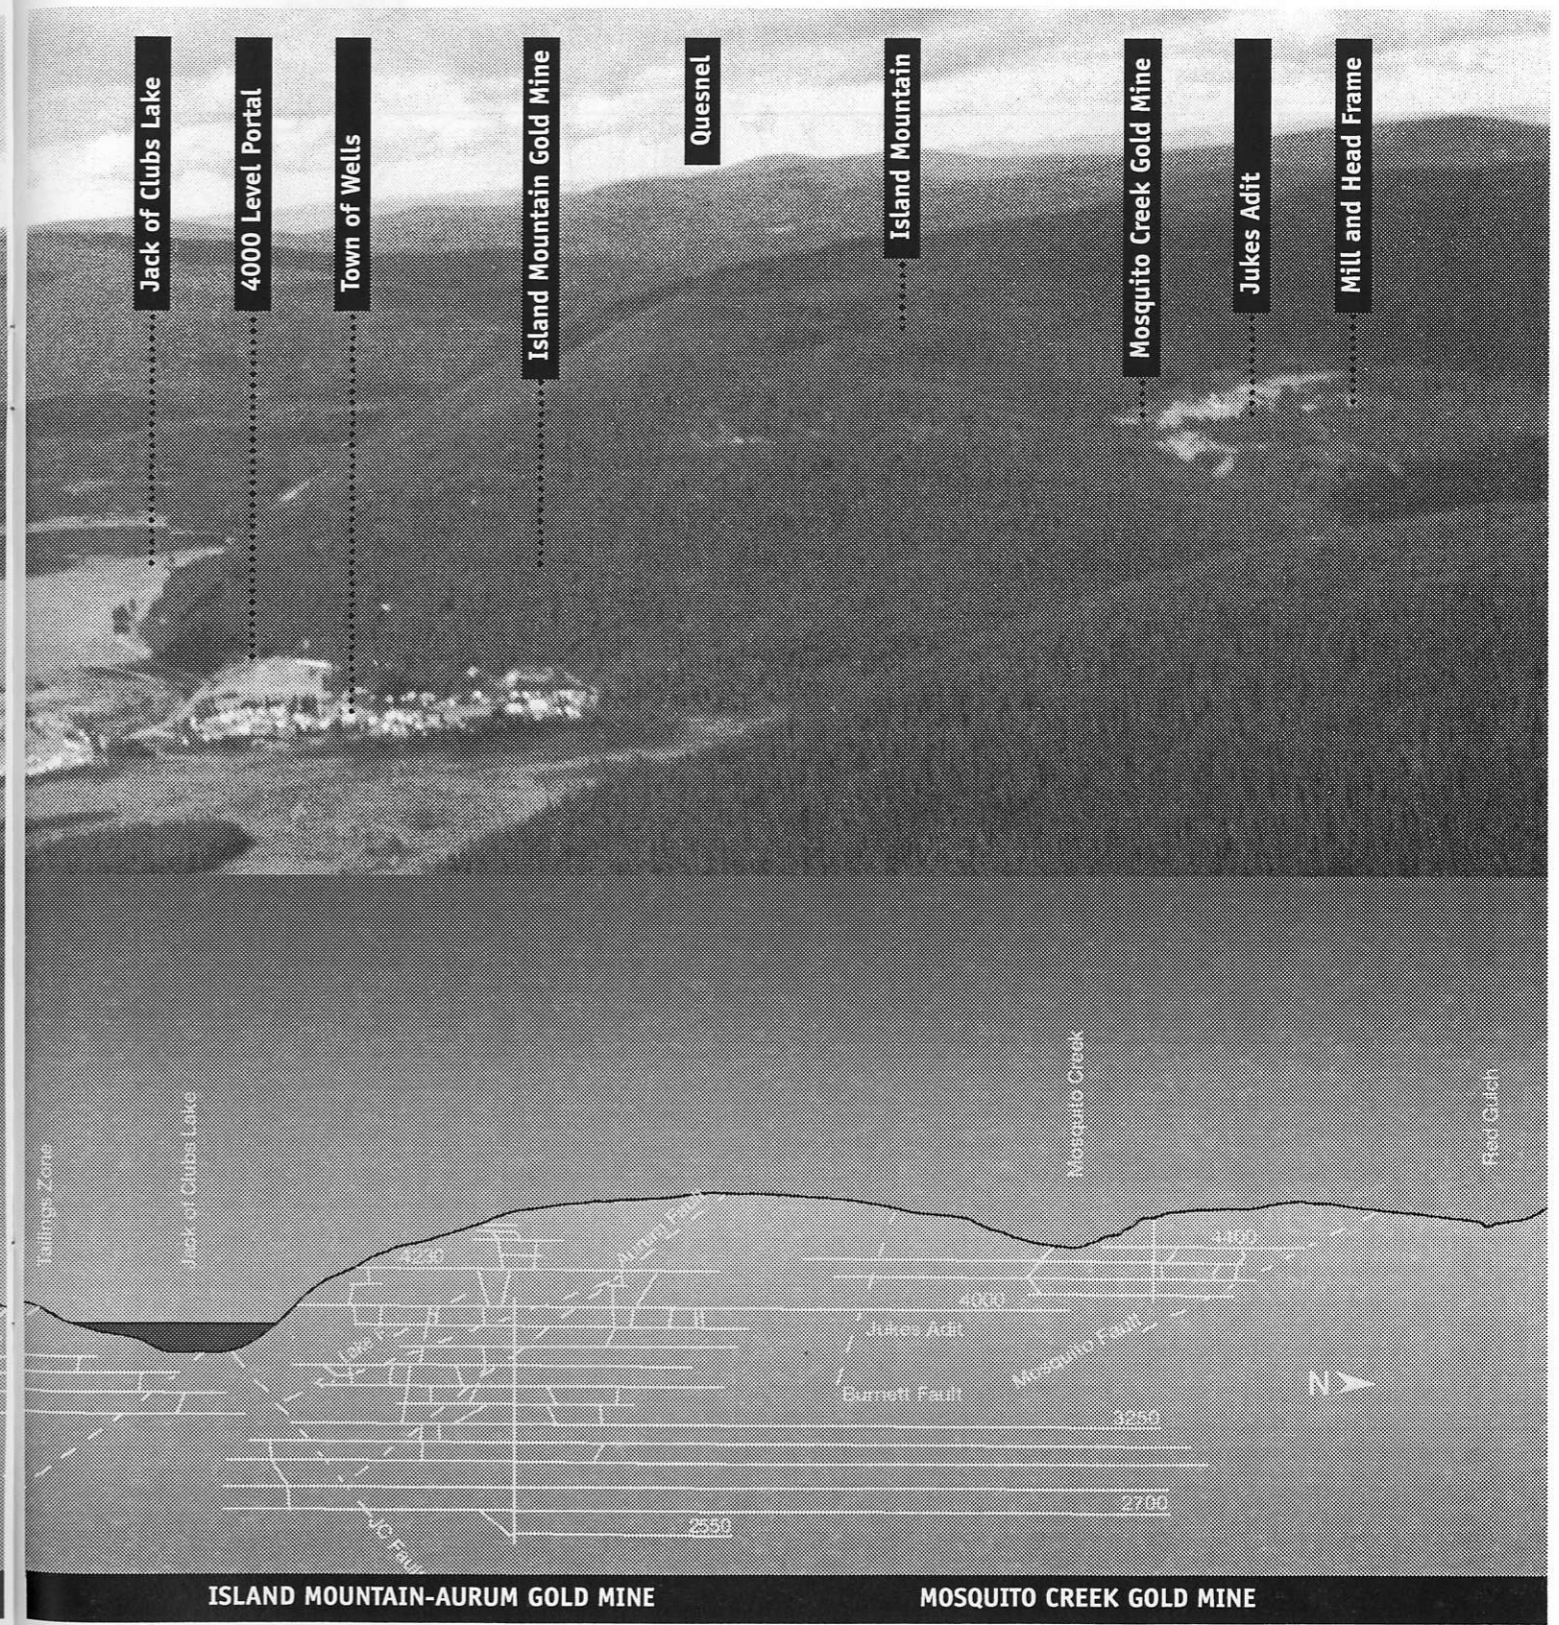 Jack of Clubs Lake
4000 Level Portal
Town of Wells
Island Mountain Gold Mine
Quesnel
Island Mountain
Mosquito Creek Gold Mine
Jukes Adit
Mill and Head Frame
Tailings Zone
Jack of Clubs Lake
Mosquito Creek
Red Gulch
4230
Aurum Fault
4400
4000
Lake F
Jukes Adit
Mosquito Fault
Burnett Fault
N
3250
2700
2550
JC Fault
ISLAND MOUNTAIN-AURUM GOLD MINE
MOSQUITO CREEK GOLD MINE